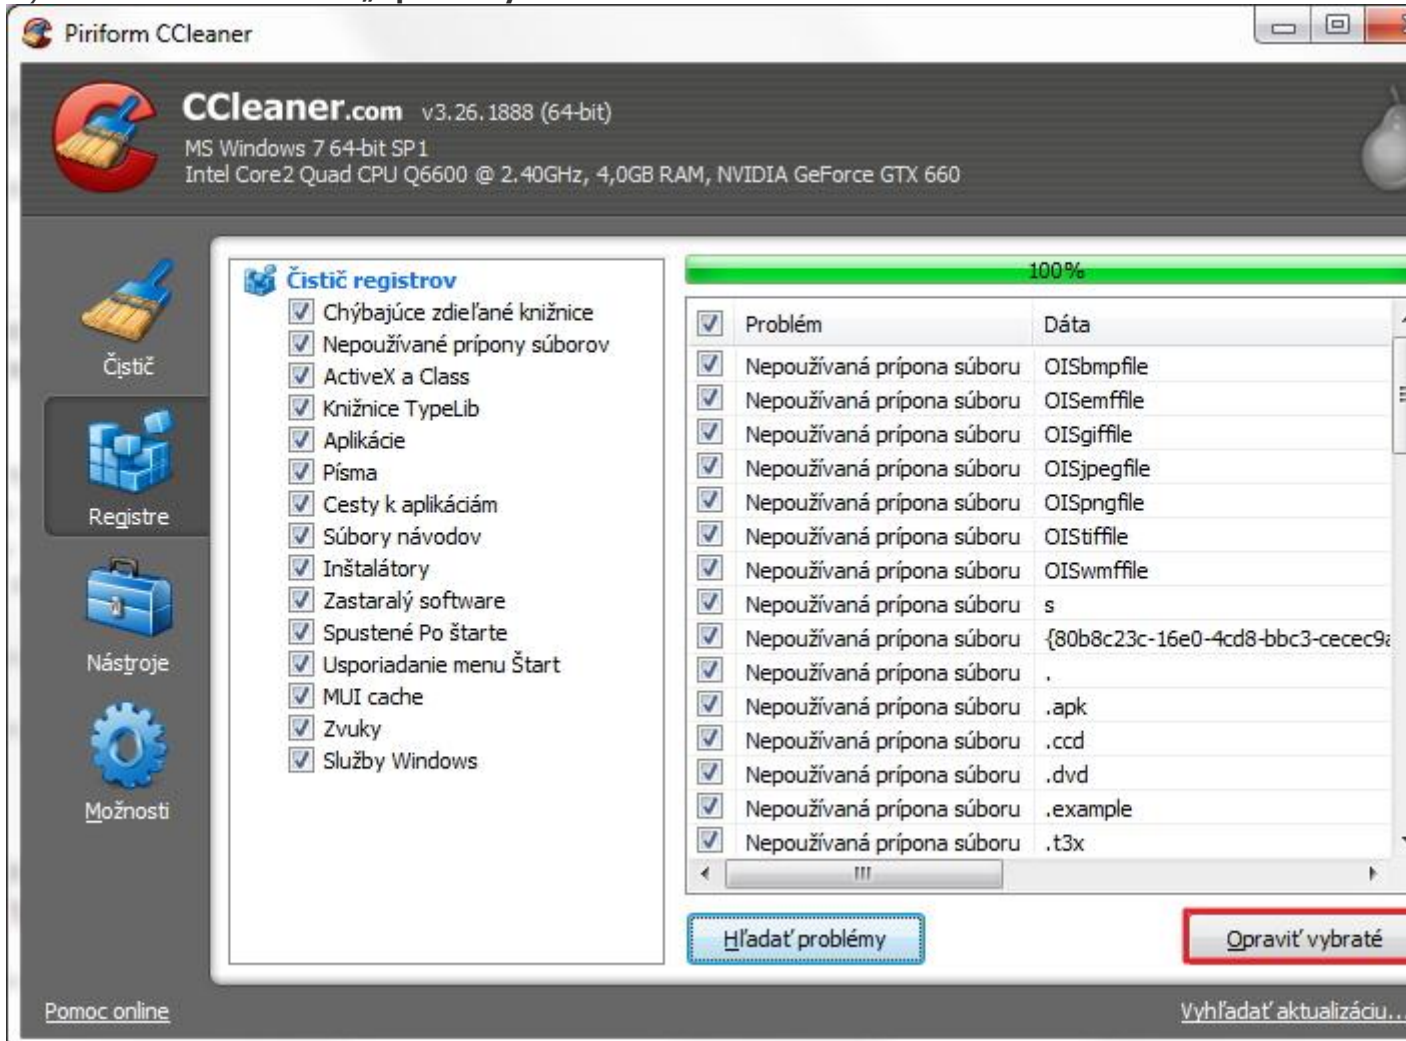 Piriform CCleaner
CCleaner.com v3.26.1888 (64-bit)
MS Windows 7 64-bit SP1
Intel Core2 Quad CPU Q6600 @ 2.40GHz, 4,0GB RAM, NVIDIA GeForce GTX 660
Čistič
Registre
Nástroje
Možnosti
Čistič registrov
Chýbajúce zdieľané knižnice
Nepoužívané prípony súborov
ActiveX a Class
Knižnice TypeLib
Aplikácie
Písma
Cesty k aplikáciám
Súbory návodov
Inštalátory
Zastaralý software
Spustené Po štarte
Usporiadanie menu Štart
MUI cache
Zvuky
Služby Windows
100%
Problém Dáta
Nepoužívaná prípona súboru OISbmpfile
Nepoužívaná prípona súboru OISemffile
Nepoužívaná prípona súboru OISgiffile
Nepoužívaná prípona súboru OISjpegfile
Nepoužívaná prípona súboru OISpngfile
Nepoužívaná prípona súboru OIStiffile
Nepoužívaná prípona súboru OISwmffile
Nepoužívaná prípona súboru s
Nepoužívaná prípona súboru {80b8c23c-16e0-4cd8-bbc3-cecec9a
Nepoužívaná prípona súboru .
Nepoužívaná prípona súboru .apk
Nepoužívaná prípona súboru .ccd
Nepoužívaná prípona súboru .dvd
Nepoužívaná prípona súboru .example
Nepoužívaná prípona súboru .t3x
Hľadať problémy
Opraviť vybraté
Pomoc online
Vyhľadať aktualizáciu...